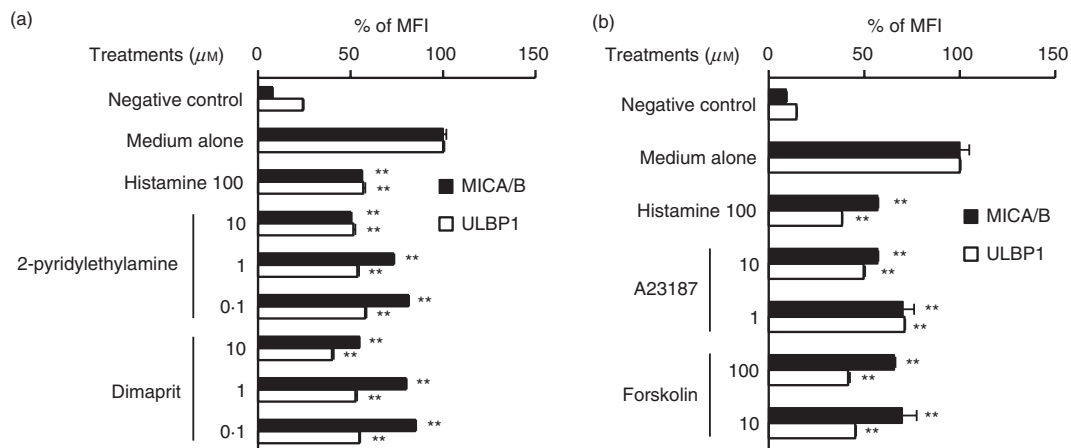 (a)
% of MFI
Treatments (μM) 0 50 100 150
Negative control
Medium alone
Histamine 100 ** **
MICA/B
ULBP1
2-pyridylethylamine
10 ** **
1 ** **
0·1 ** **
Dimaprit
10 ** **
1 ** **
0·1 ** **
(b)
% of MFI
Treatments (μM) 0 50 100 150
Negative control
Medium alone
Histamine 100 ** **
MICA/B
ULBP1
A23187
10 ** **
1 ** **
Forskolin
100 ** **
10 ** **